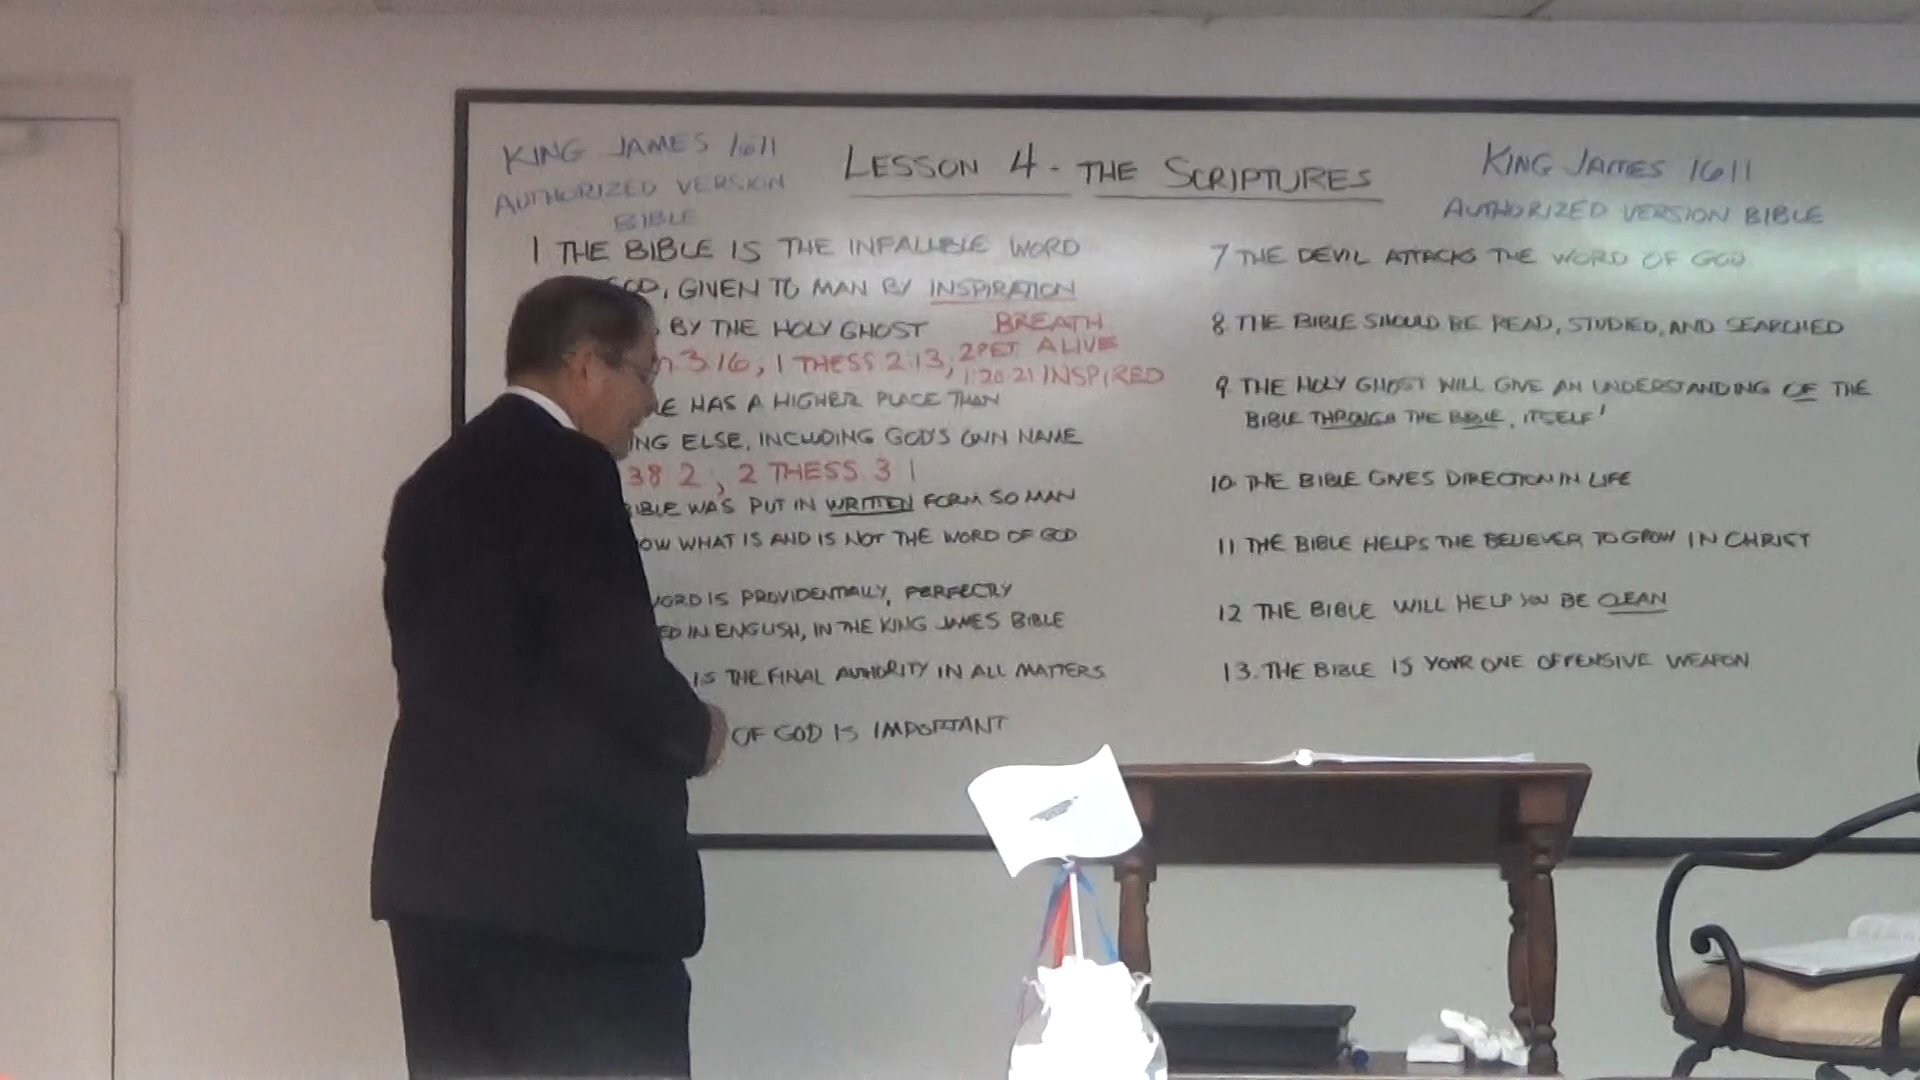 KING JAMES 1611
AUTHORIZED VERSION
BIBLE
LESSON 4 - THE SCRIPTURES
KING JAMES 1611
AUTHORIZED VERSION BIBLE
1 THE BIBLE IS THE INFALLIBLE WORD
GOD, GIVEN TO MAN BY INSPIRATION
BY THE HOLY GHOST
BREATH
3:16, 1 THESS 2:13, 2PET ALIVE
1:20-21 INSPIRED
HAS A HIGHER PLACE THAN
ELSE, INCLUDING GOD'S OWN NAME
38 2, 2 THESS 3 1
WAS PUT IN WRITTEN FORM SO MAN
WHAT IS AND IS NOT THE WORD OF GOD
IS PROVIDENTIALLY, PERFECTLY
IN ENGLISH, IN THE KING JAMES BIBLE
IS THE FINAL AUTHORITY IN ALL MATTERS
OF GOD IS IMPORTANT
7 THE DEVIL ATTACKS THE WORD OF GOD
8 THE BIBLE SHOULD BE READ, STUDIED, AND SEARCHED
9 THE HOLY GHOST WILL GIVE AN UNDERSTANDING OF THE
BIBLE THROUGH THE BIBLE, ITSELF!
10. THE BIBLE GIVES DIRECTION IN LIFE
11 THE BIBLE HELPS THE BELIEVER TO GROW IN CHRIST
12 THE BIBLE WILL HELP YOU BE CLEAN
13. THE BIBLE IS YOUR ONE OFFENSIVE WEAPON